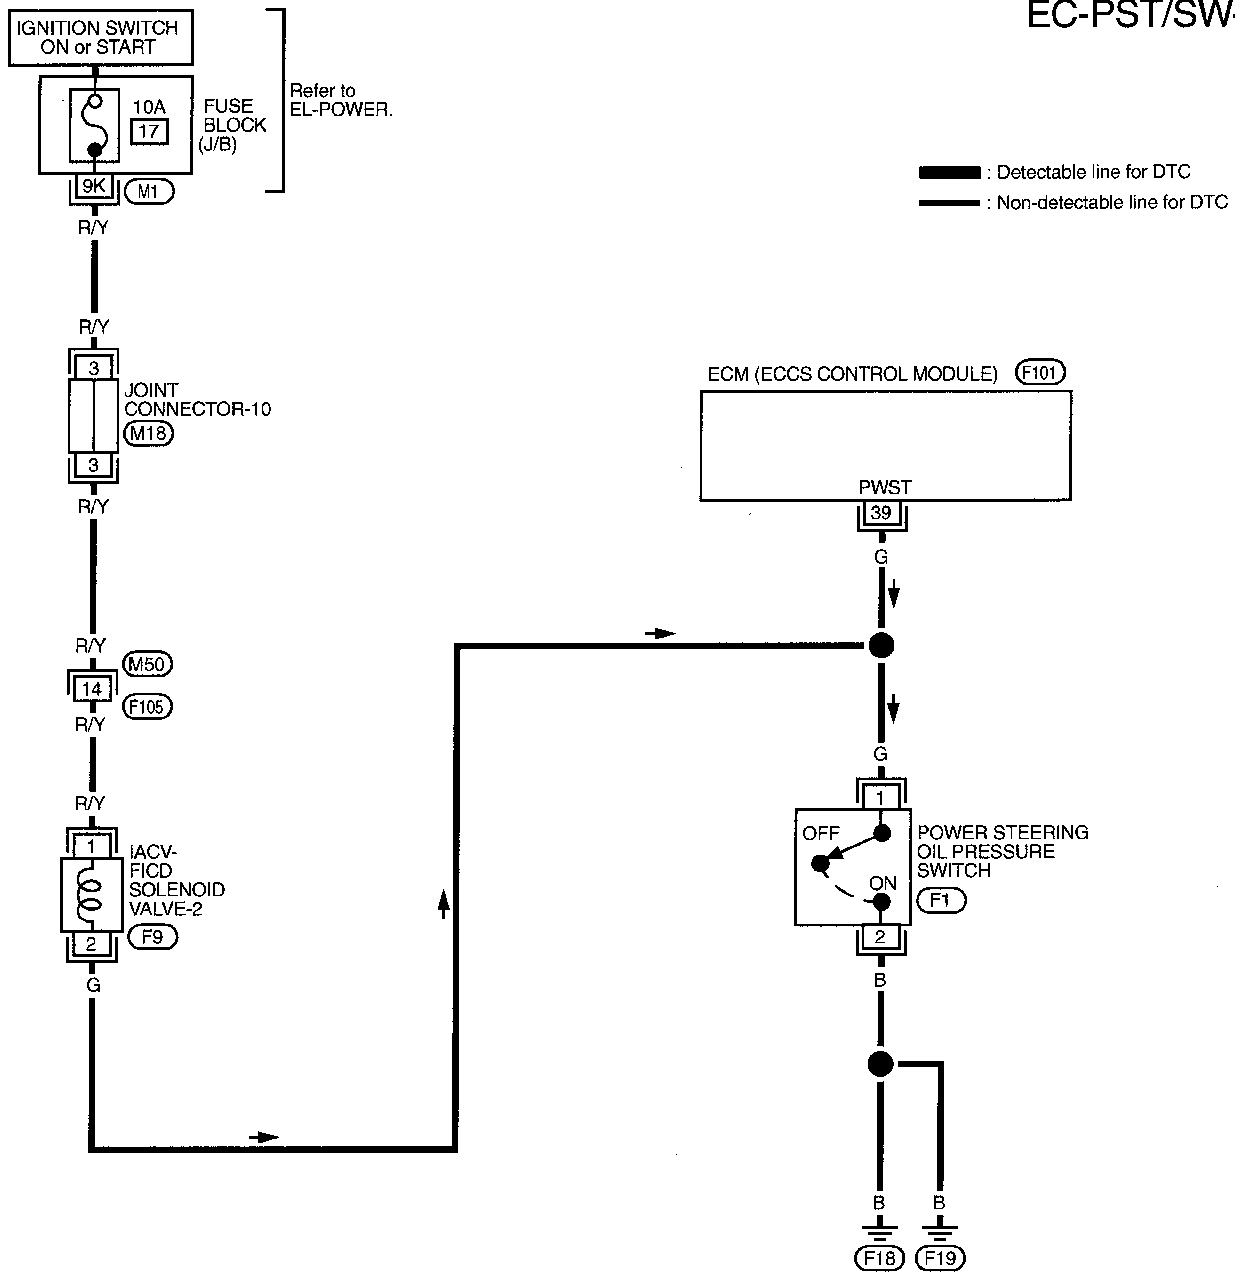 EC-PST/SW-
IGNITION SWITCH
ON or START
Refer to
EL-POWER.
10A
17
FUSE
BLOCK
(J/B)
9K
M1
R/Y
: Detectable line for DTC
: Non-detectable line for DTC
R/Y
3
JOINT
CONNECTOR-10
M18
3
R/Y
ECM (ECCS CONTROL MODULE)
F101
PWST
39
G
R/Y
M50
14
F105
R/Y
R/Y
1
IACV-
FICD
SOLENOID
VALVE-2
F9
2
G
G
1
OFF
ON
POWER STEERING
OIL PRESSURE
SWITCH
F1
2
B
B
B
F18
F19